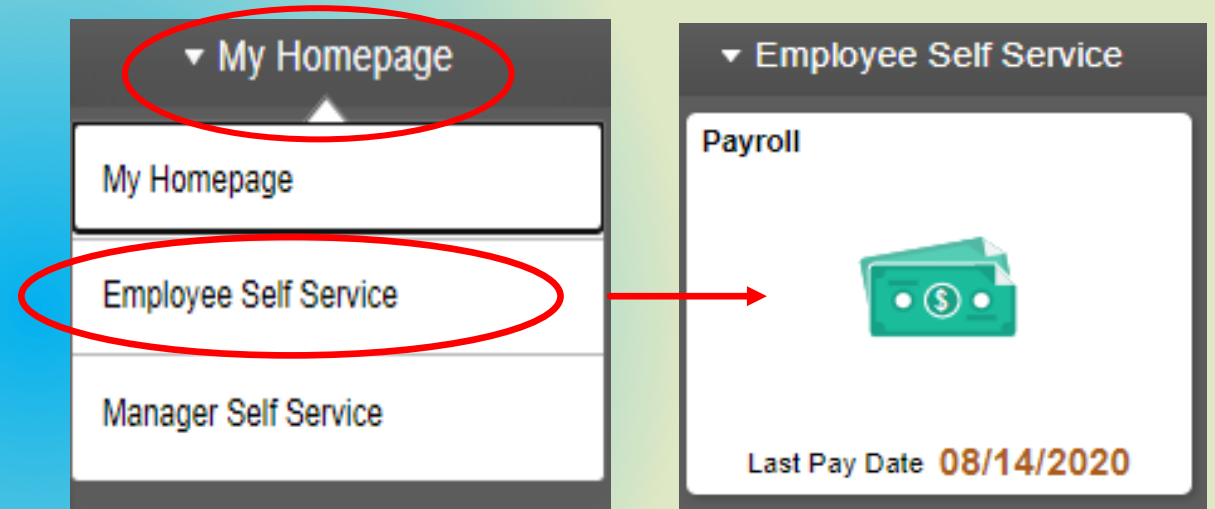 My Homepage
My Homepage
Employee Self Service
Manager Self Service
Employee Self Service
Payroll
$
Last Pay Date 08/14/2020